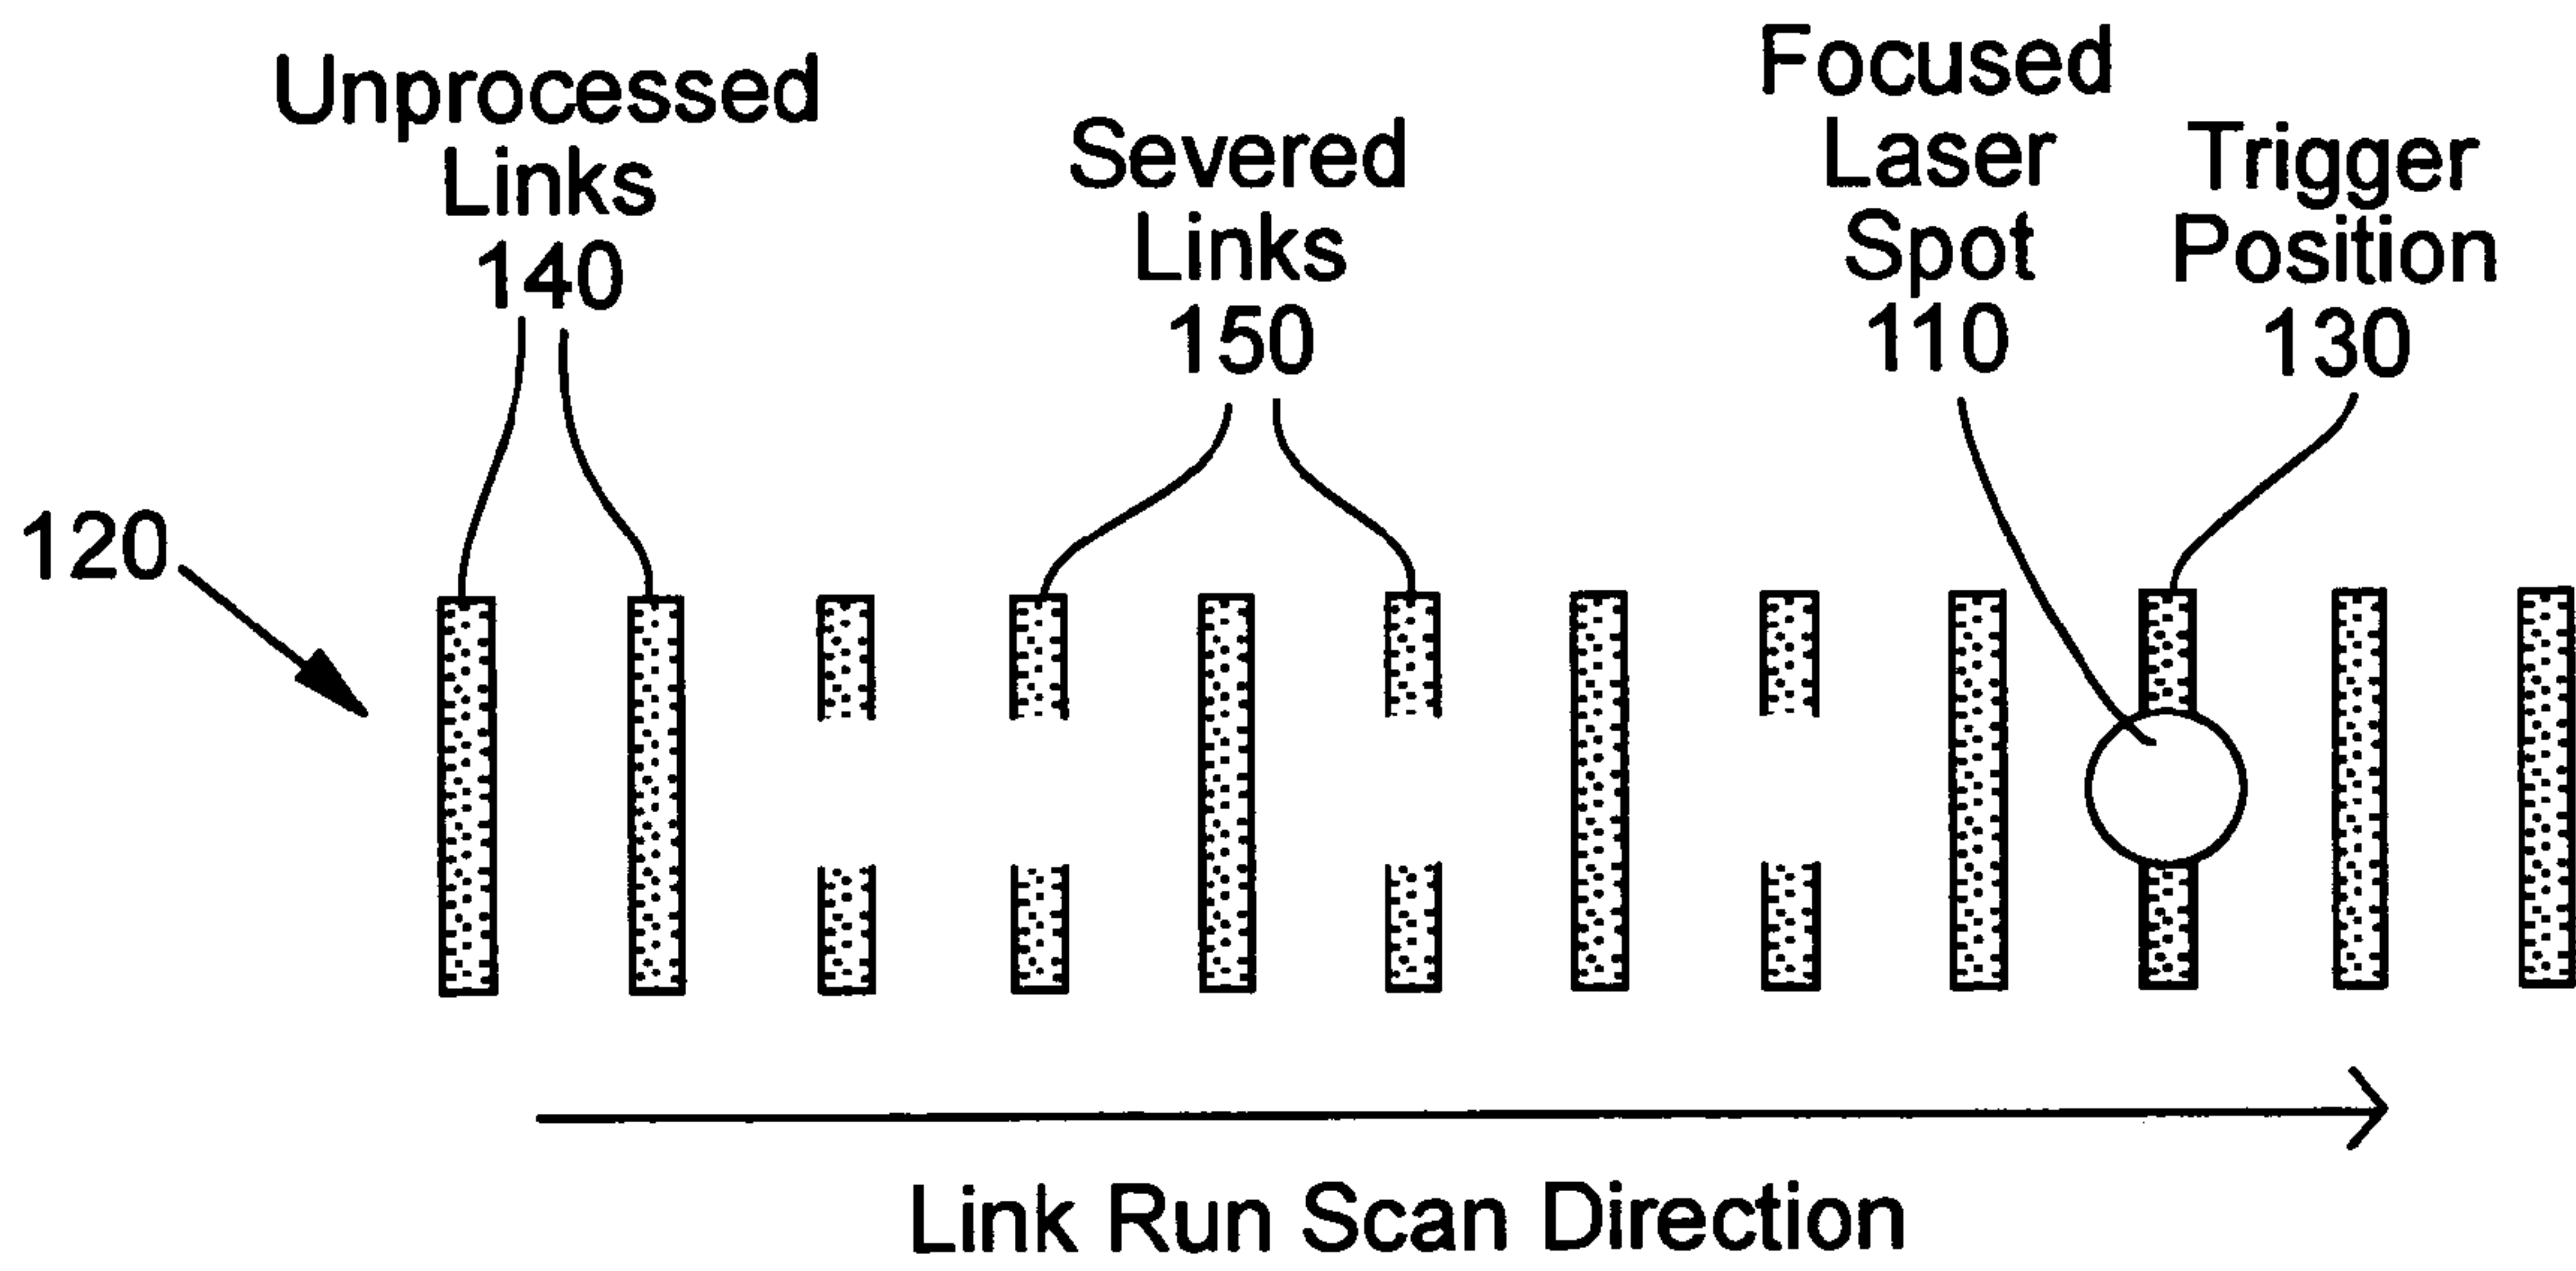 Unprocessed
Links
140
Severed
Links
150
Focused
Laser
Spot
110
Trigger
Position
130
120
Link Run Scan Direction